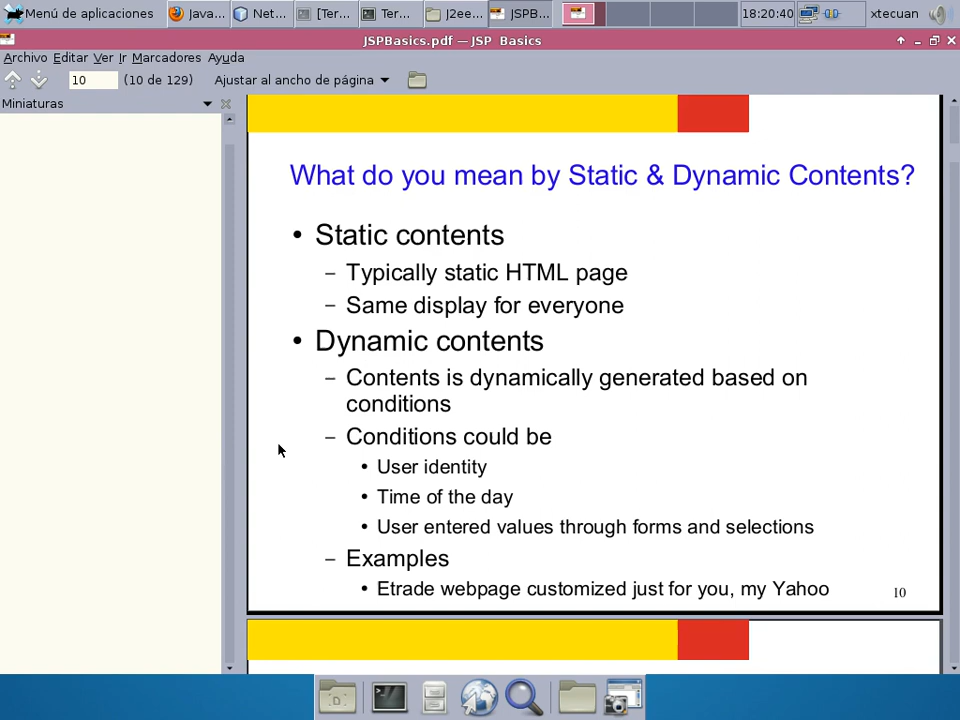 Menú de aplicaciones Java... Net... [Ter... Ter... J2ee... JSPB... 18:20:40 xtecuan
JSPBasics.pdf — JSP Basics
Archivo Editar Ver Ir Marcadores Ayuda
10 (10 de 129) Ajustar al ancho de página
Miniaturas
What do you mean by Static & Dynamic Contents?
• Static contents
– Typically static HTML page
– Same display for everyone
• Dynamic contents
– Contents is dynamically generated based on
conditions
– Conditions could be
• User identity
• Time of the day
• User entered values through forms and selections
– Examples
• Etrade webpage customized just for you, my Yahoo
10